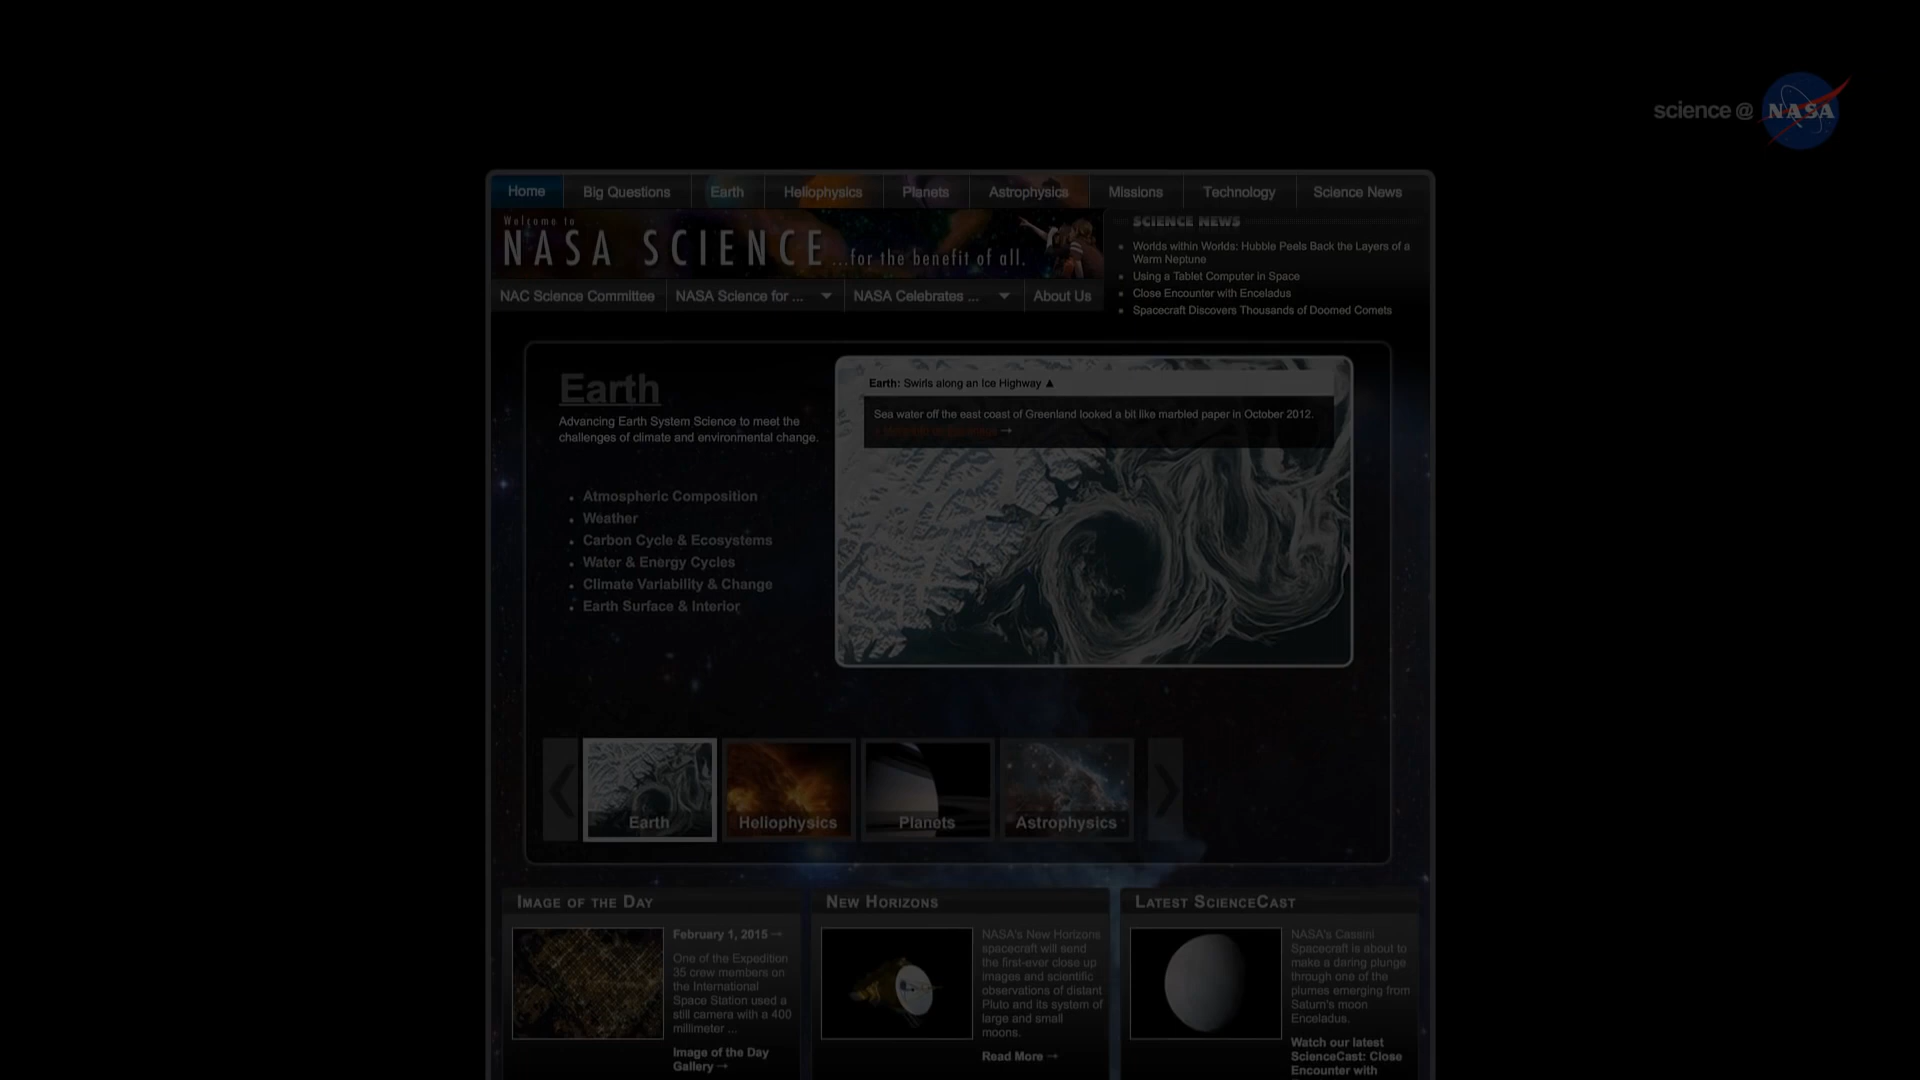 science @ NASA
Home Big Questions Earth Heliophysics Planets Astrophysics Missions Technology Science News
Welcome to
NASA SCIENCE ...for the benefit of all.
NAC Science Committee NASA Science for ... NASA Celebrates ... About Us
SCIENCE NEWS
Worlds within Worlds: Hubble Peels Back the Layers of a
Warm Neptune
Using a Tablet Computer in Space
Close Encounter with Enceladus
Spacecraft Discovers Thousands of Doomed Comets
Earth
Advancing Earth System Science to meet the
challenges of climate and environmental change.
Atmospheric Composition
Weather
Carbon Cycle & Ecosystems
Water & Energy Cycles
Climate Variability & Change
Earth Surface & Interior
Earth: Swirls along an Ice Highway ▲
Sea water off the east coast of Greenland looked a bit like marbled paper in October 2012.
→
Earth
Heliophysics
Planets
Astrophysics
IMAGE OF THE DAY
February 1, 2015 →
One of the Expedition
35 crew members on
the International
Space Station used a
still camera with a 400
millimeter ...
Image of the Day
Gallery →
NEW HORIZONS
NASA's New Horizons
spacecraft will send
the first-ever close up
images and scientific
observations of distant
Pluto and its system of
large and small
moons.
Read More →
LATEST SCIENCECAST
NASA's Cassini
Spacecraft is about to
make a daring plunge
through one of the
plumes emerging from
Saturn's moon
Enceladus.
Watch our latest
ScienceCast: Close
Encounter with